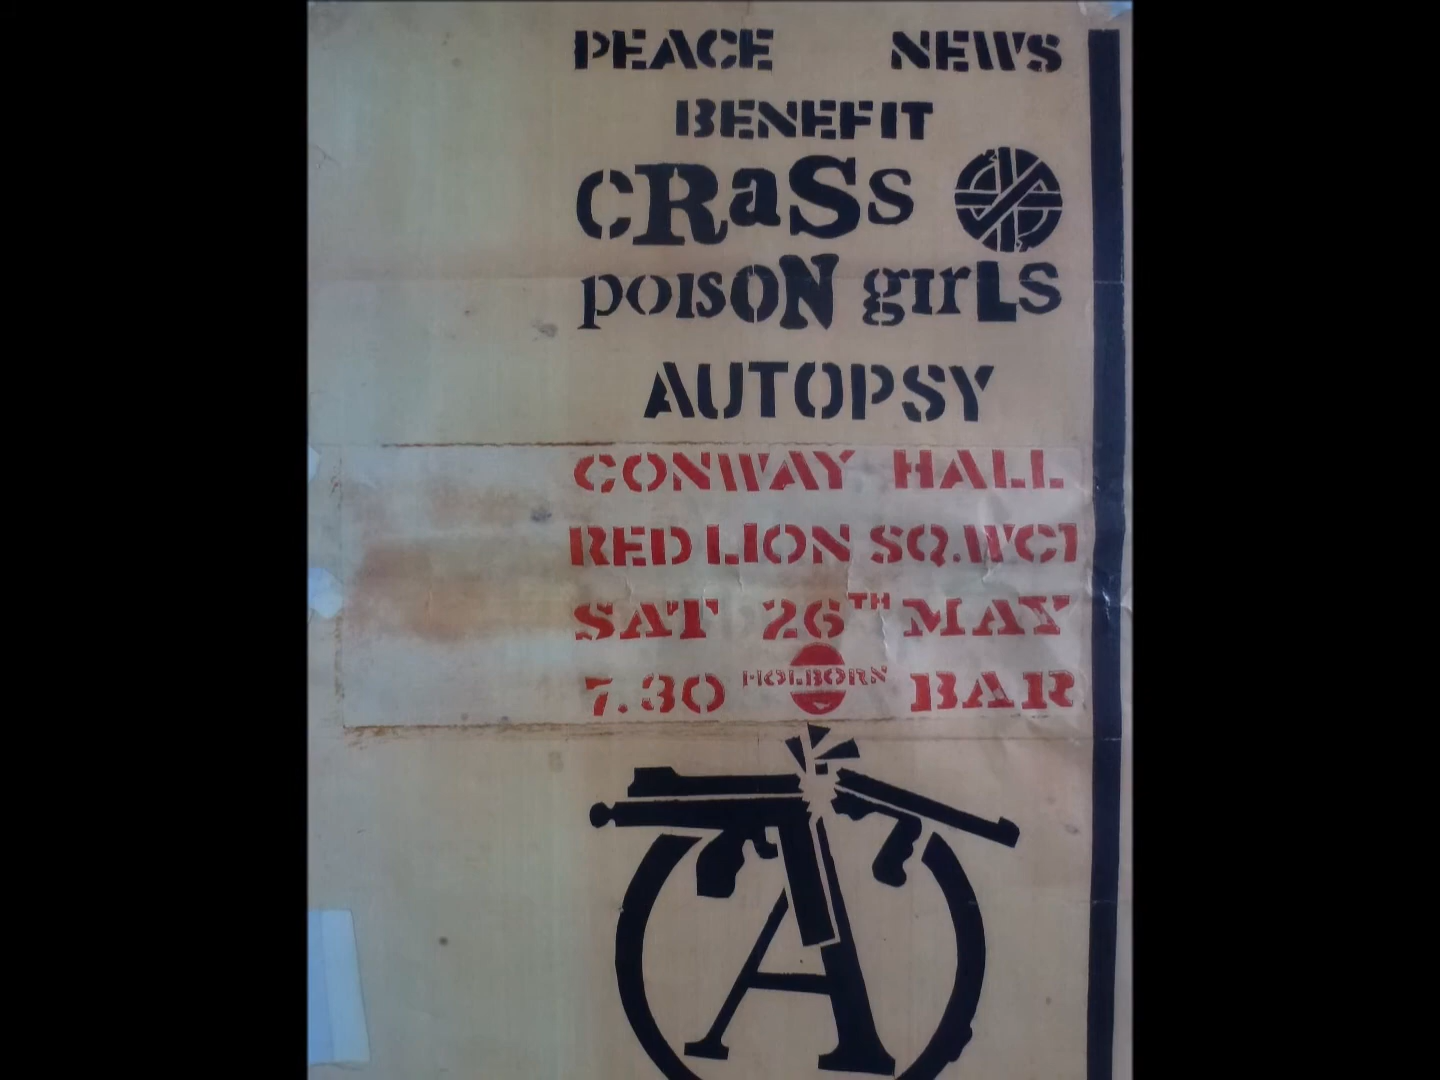 PEACE NEWS
BENEFIT
CRaSS
poisON girLS
AUTOPSY
CONWAY HALL
RED LION SQ.WC1
SAT 26TH MAY
7.30 HOLBORN BAR
A